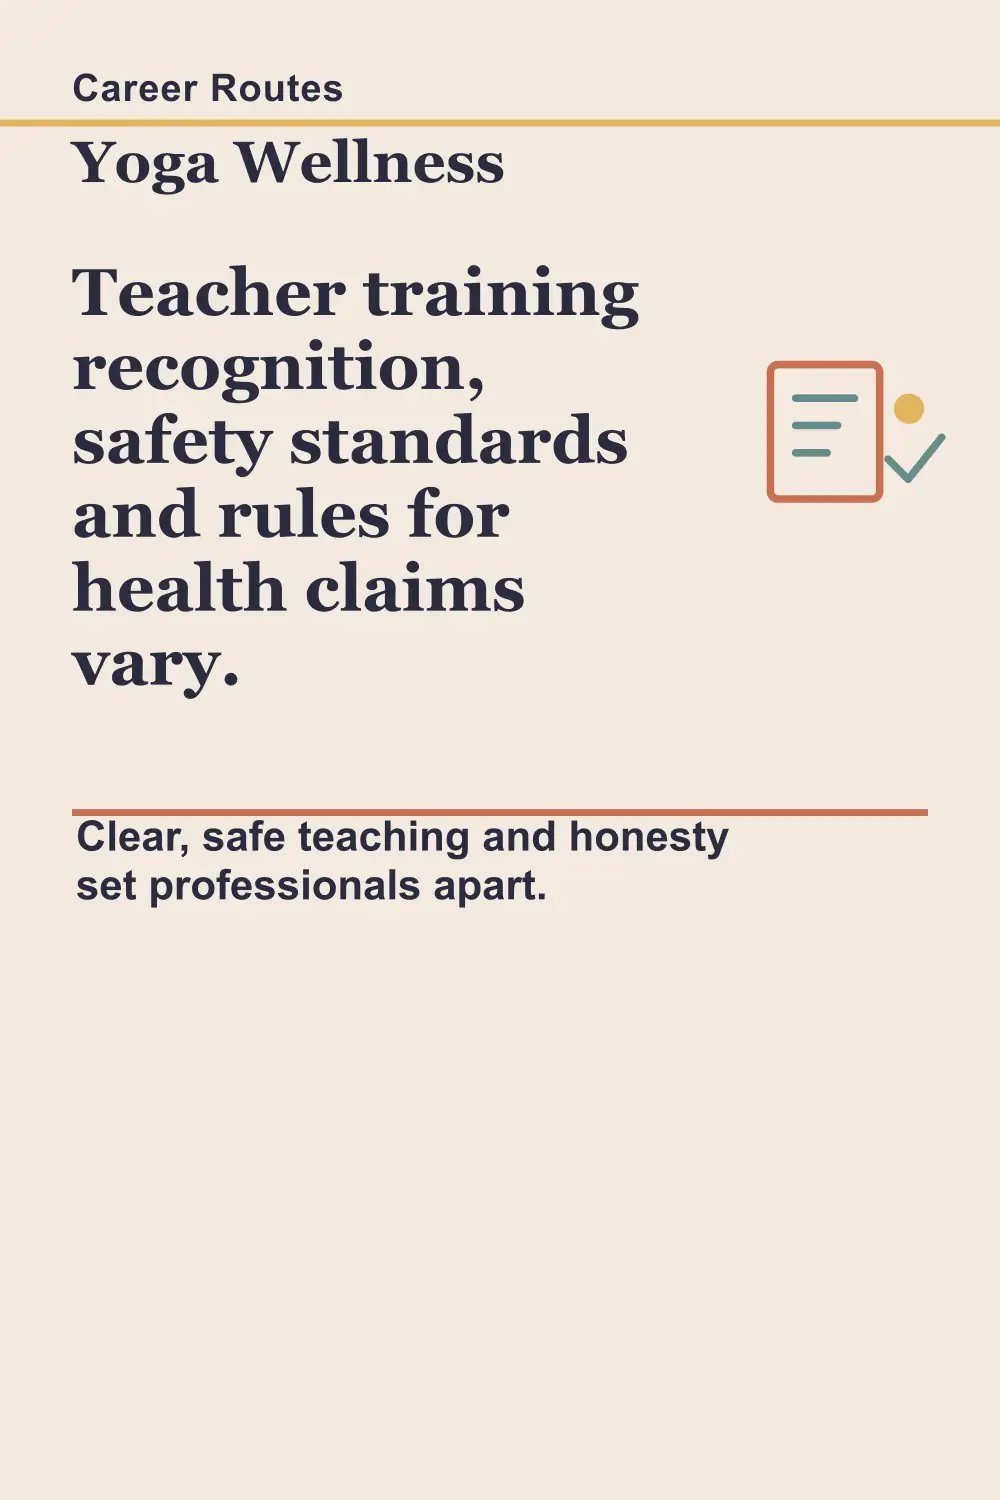 Career Routes
Yoga Wellness
Teacher training
recognition,
safety standards
and rules for
health claims
vary.
Clear, safe teaching and honesty
set professionals apart.